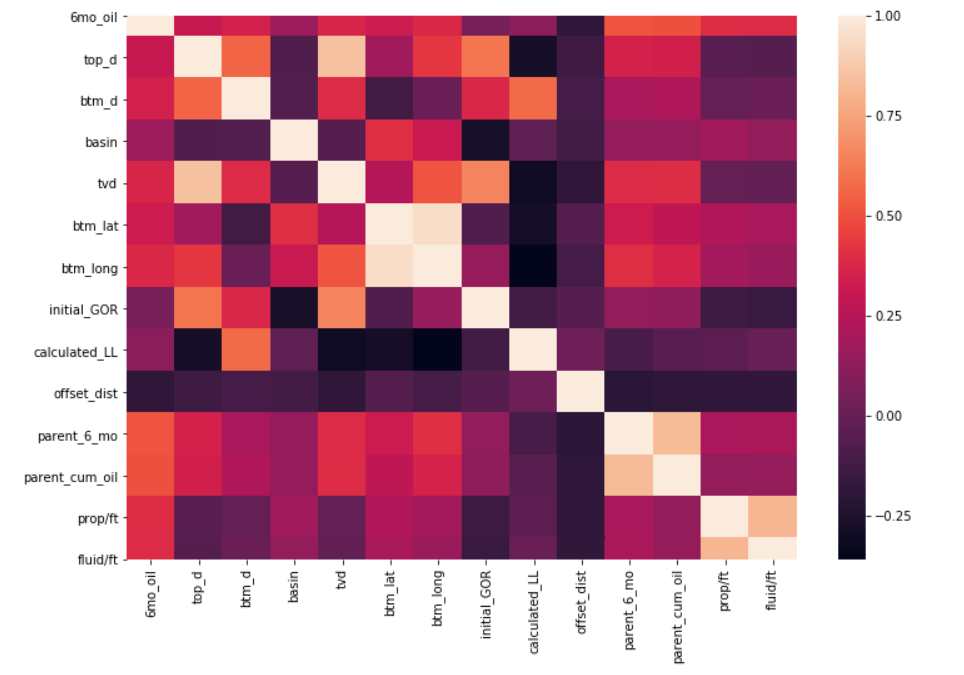 6mo_oil
top_d
btm_d
basin
tvd
btm_lat
btm_long
initial_GOR
calculated_LL
offset_dist
parent_6_mo
parent_cum_oil
prop/ft
fluid/ft
6mo_oil
top_d
btm_d
basin
tvd
btm_lat
btm_long
initial_GOR
calculated_LL
offset_dist
parent_6_mo
parent_cum_oil
prop/ft
fluid/ft
1.00
0.75
0.50
0.25
0.00
−0.25